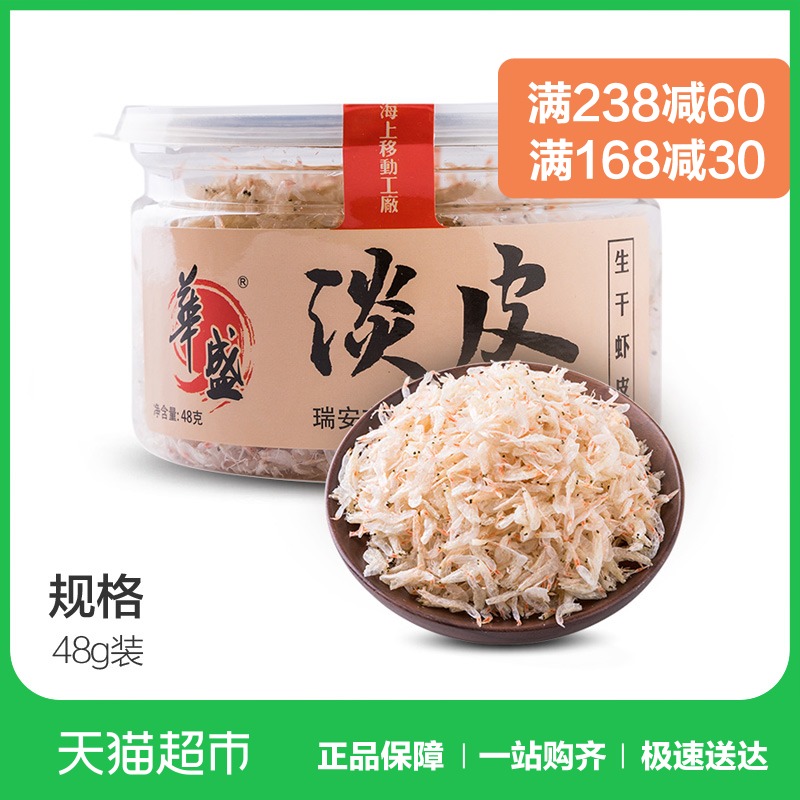 满238减60
满168减30
海上移動工廠
華盛®
淡皮
生干虾皮
净含量:48克
瑞安
规格
48g装
天猫超市
正品保障 | 一站购齐 | 极速送达